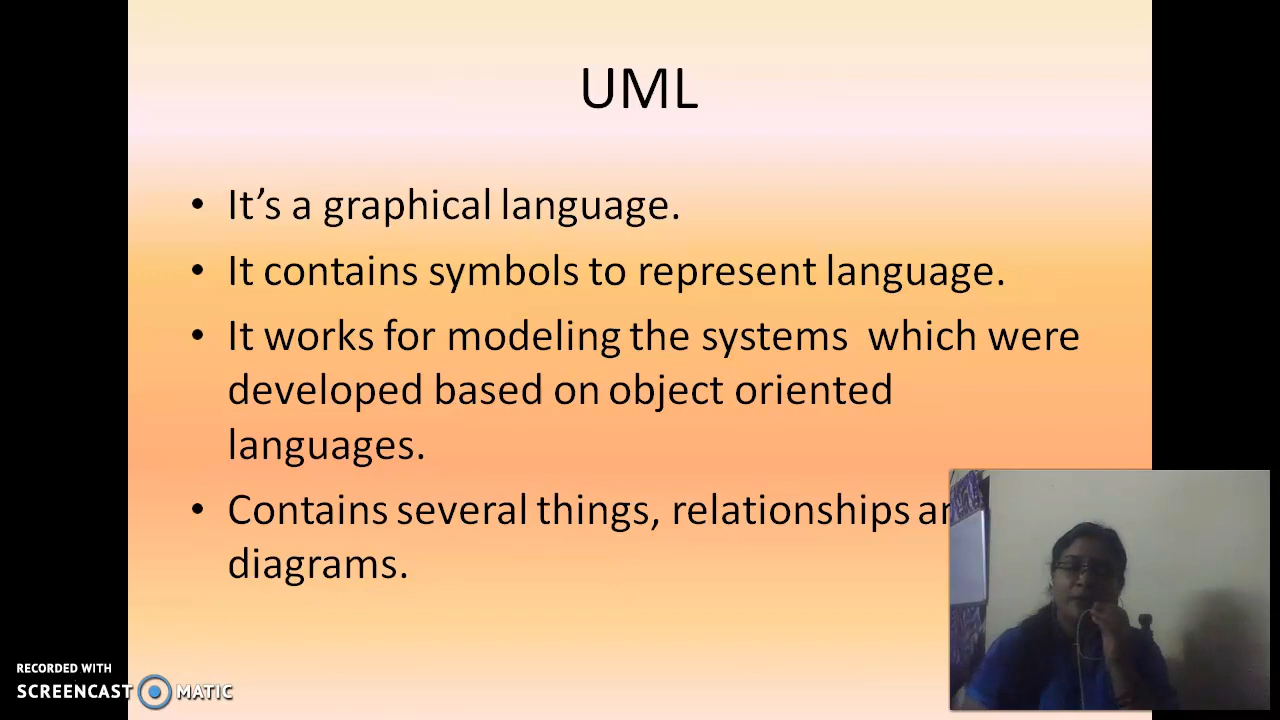 UML
• It’s a graphical language.
• It contains symbols to represent language.
• It works for modeling the systems which were
developed based on object oriented
languages.
• Contains several things, relationships
diagrams.
RECORDED WITH
SCREENCAST MATIC